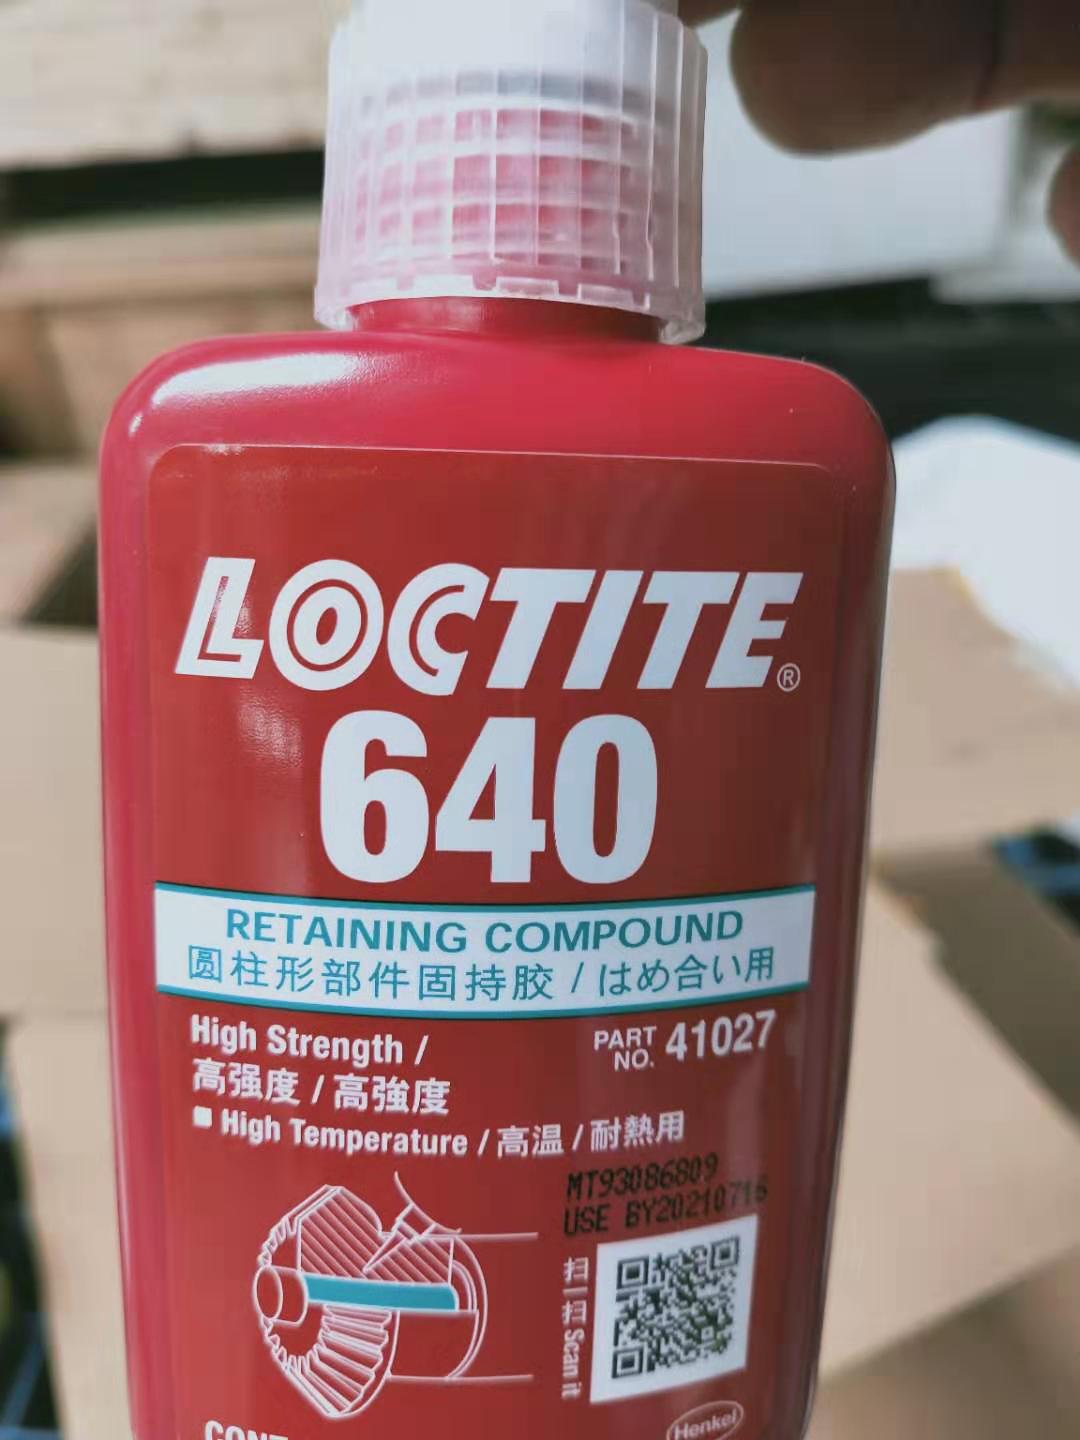 LOCTITE®
640
RETAINING COMPOUND
圆柱形部件固持胶 / はめ合い用
High Strength /
高强度 / 高強度
PART NO. 41027
■ High Temperature / 高温 / 耐熱用
MT93086809
USE BY20210716
扫一扫 Scan it
Henkel